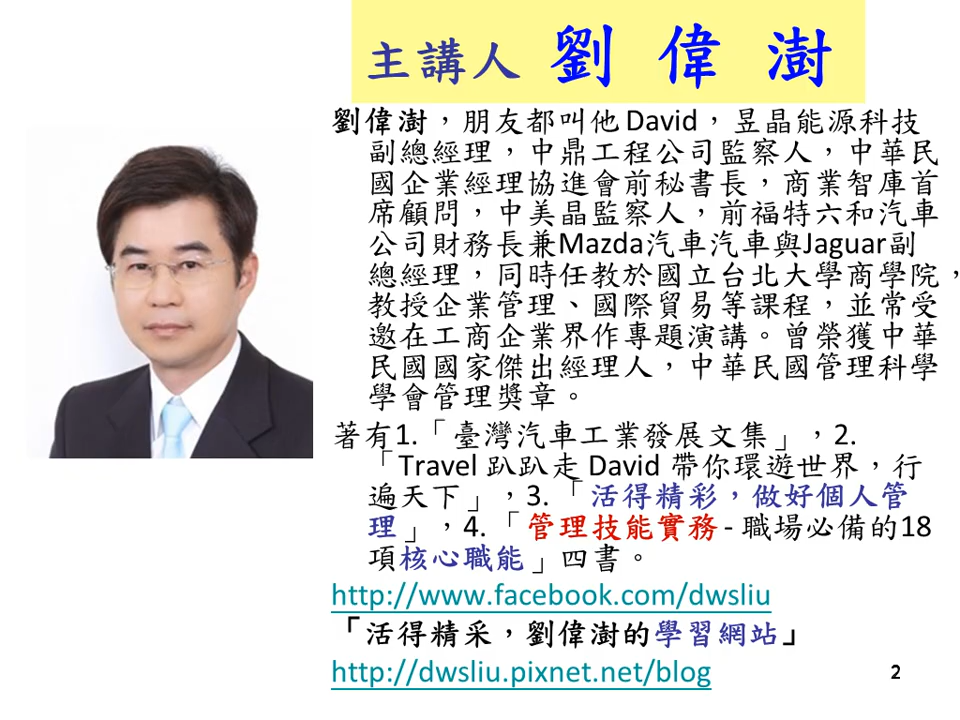 主講人 劉 偉 澍
劉偉澍，朋友都叫他David，昱晶能源科技
副總經理，中鼎工程公司監察人，中華民
國企業經理協進會前秘書長，商業智庫首
席顧問，中美晶監察人，前福特六和汽車
公司財務長兼Mazda汽車汽車與Jaguar副
總經理，同時任教於國立台北大學商學院，
教授企業管理、國際貿易等課程，並常受
邀在工商企業界作專題演講。曾榮獲中華
民國國家傑出經理人，中華民國管理科學
學會管理獎章。
著有1.「臺灣汽車工業發展文集」，2.
「Travel 趴趴走 David 帶你環遊世界，行
遍天下」，3.「活得精彩，做好個人管
理」，4.「管理技能實務 - 職場必備的18
項核心職能」四書。
http://www.facebook.com/dwsliu
「活得精采，劉偉澍的學習網站」
http://dwsliu.pixnet.net/blog
2